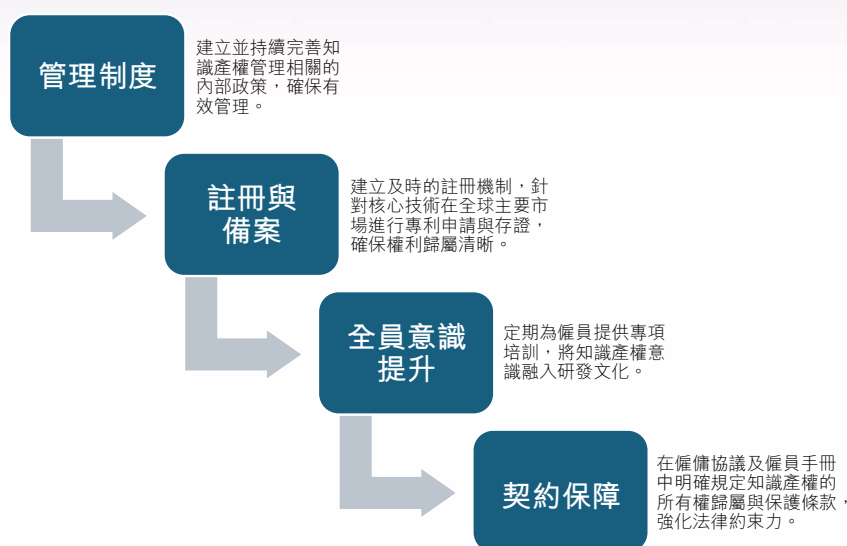 管理制度
建立並持續完善知
識產權管理相關的
內部政策，確保有
效管理。
註冊與
備案
建立及時的註冊機制，針
對核心技術在全球主要市
場進行專利申請與存證，
確保權利歸屬清晰。
全員意識
提升
定期為僱員提供專項
培訓，將知識產權意
識融入研發文化。
契約保障
在僱傭協議及僱員手冊
中明確規定知識產權的
所有權歸屬與保護條款，
強化法律約束力。